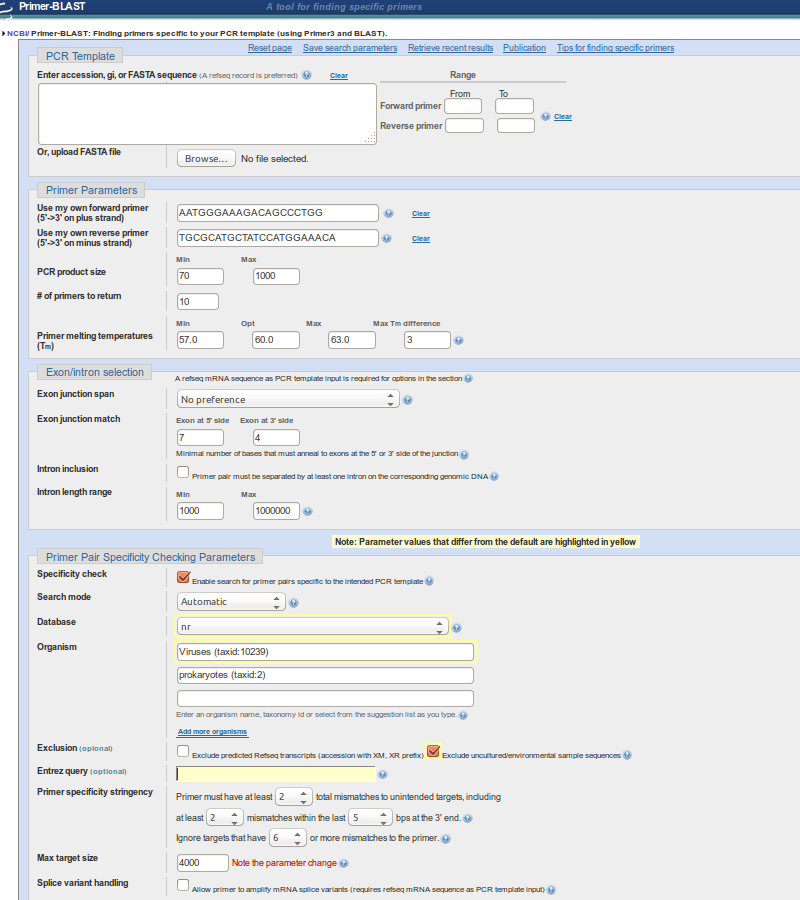 Primer-BLAST A tool for finding specific primers
NCBI/ Primer-BLAST: Finding primers specific to your PCR template (using Primer3 and BLAST).
Reset page Save search parameters Retrieve recent results Publication Tips for finding specific primers
PCR Template
Enter accession, gi, or FASTA sequence (A refseq record is preferred) Clear Range
From To
Forward primer
Clear
Reverse primer
Or, upload FASTA file
Browse... No file selected.
Primer Parameters
Use my own forward primer
(5'->3' on plus strand) AATGGGAAAGACAGCCCTGG Clear
Use my own reverse primer
(5'->3' on minus strand) TGCGCATGCTATCCATGGAAACA Clear
Min Max
PCR product size 70 1000
# of primers to return 10
Min Opt Max Max Tm difference
Primer melting temperatures
(Tm) 57.0 60.0 63.0 3
Exon/intron selection
A refseq mRNA sequence as PCR template input is required for options in the section
Exon junction span No preference
Exon junction match Exon at 5' side Exon at 3' side
7 4
Minimal number of bases that must anneal to exons at the 5' or 3' side of the junction
Intron inclusion Primer pair must be separated by at least one intron on the corresponding genomic DNA
Intron length range Min Max
1000 1000000
Note: Parameter values that differ from the default are highlighted in yellow
Primer Pair Specificity Checking Parameters
Specificity check Enable search for primer pairs specific to the intended PCR template
Search mode Automatic
Database nr
Organism Viruses (taxid:10239)
prokaryotes (taxid:2)
Enter an organism name, taxonomy id or select from the suggestion list as you type.
Add more organisms
Exclusion (optional) Exclude predicted Refseq transcripts (accession with XM, XR prefix) Exclude uncultured/environmental sample sequences
Entrez query (optional)
Primer specificity stringency Primer must have at least 2 total mismatches to unintended targets, including
at least 2 mismatches within the last 5 bps at the 3' end.
Ignore targets that have 6 or more mismatches to the primer.
Max target size 4000 Note the parameter change
Splice variant handling Allow primer to amplify mRNA splice variants (requires refseq mRNA sequence as PCR template input)